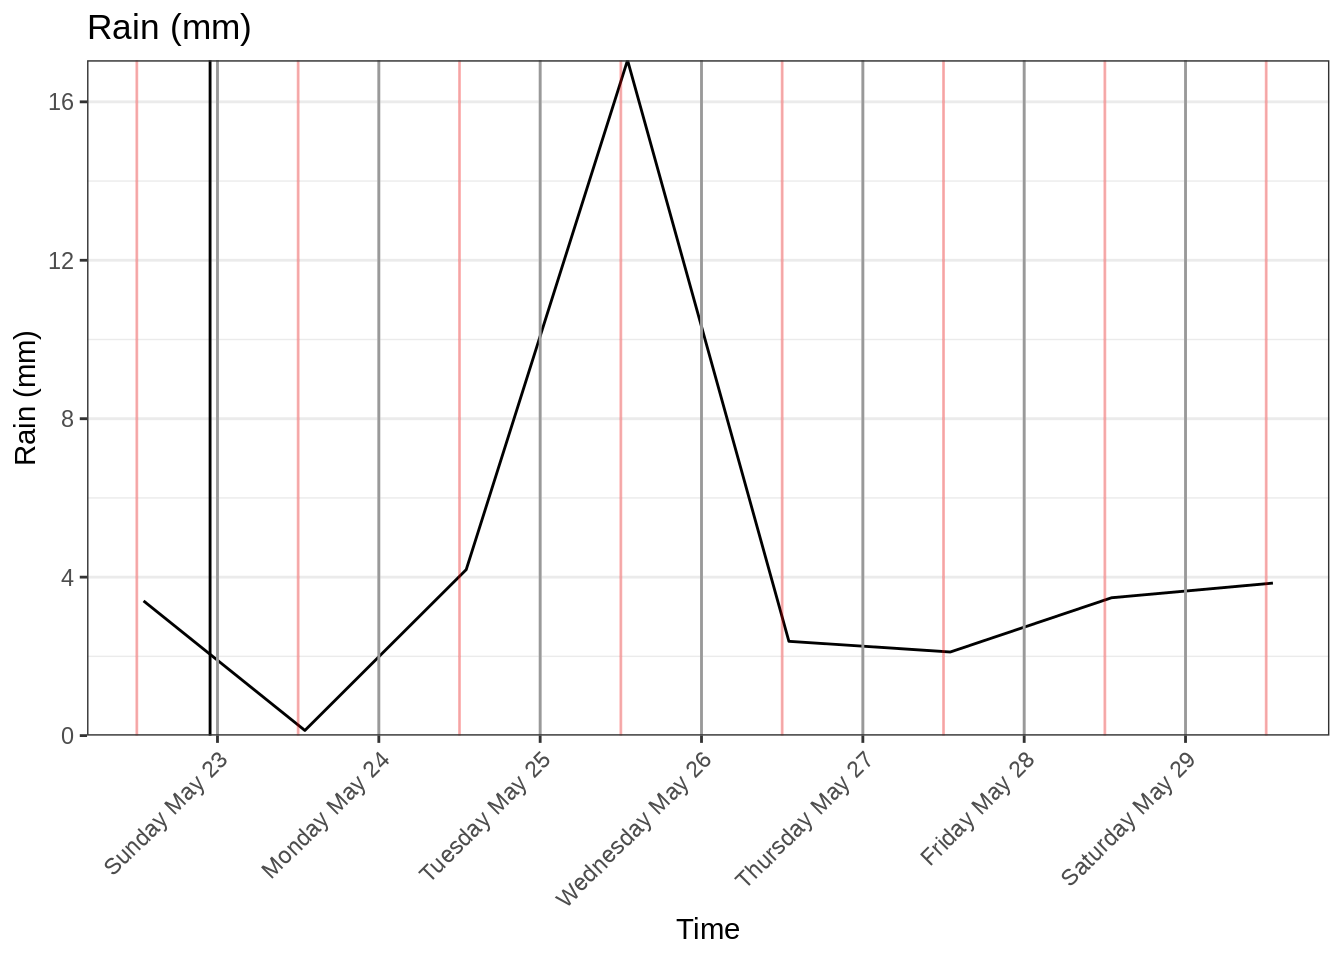 Rain (mm)
Rain (mm)
16
12
8
4
0
Sunday May 23
Monday May 24
Tuesday May 25
Wednesday May 26
Thursday May 27
Friday May 28
Saturday May 29
Time